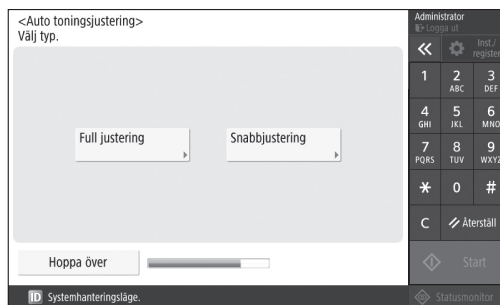 <Auto toningsjustering>
Välj typ.
Full justering
Snabbjustering
Hoppa över
ID Systemhanteringsläge.
Administrator
Logga ut
Inst./
register
1 2 3
ABC DEF
4 5 6
GHI JKL MNO
7 8 9
PQRS TUV WXYZ
* 0 #
C Återställ
Start
Statusmonitor